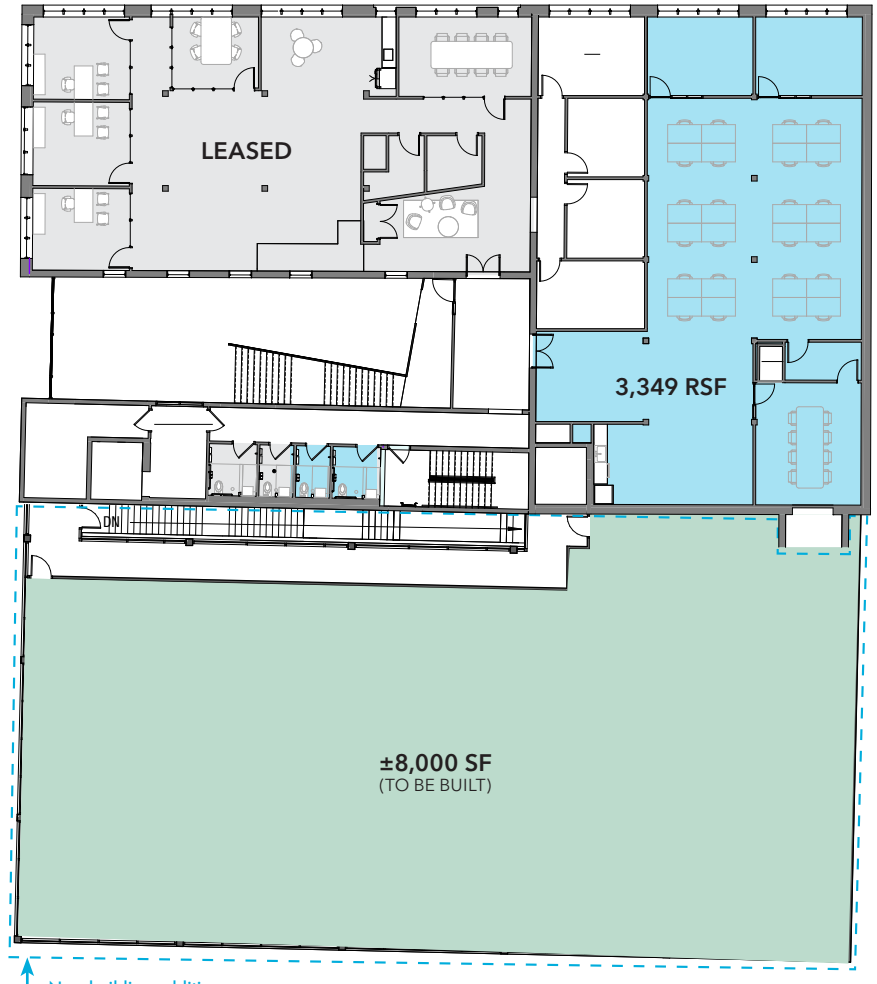 LEASED
3,349 RSF
DN
±8,000 SF
(TO BE BUILT)